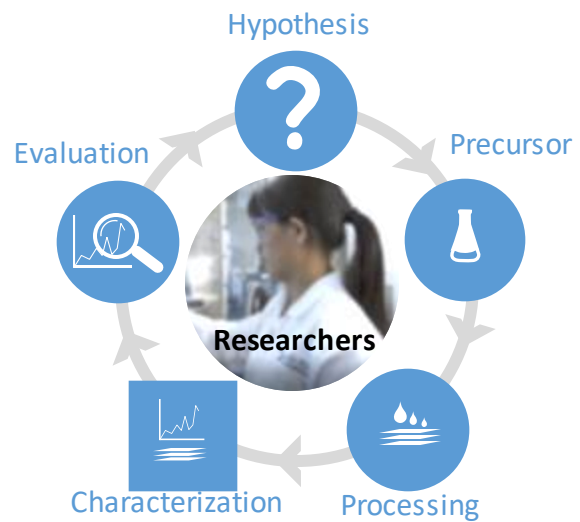 Hypothesis
Evaluation
Precursor
?
Researchers
Characterization
Processing